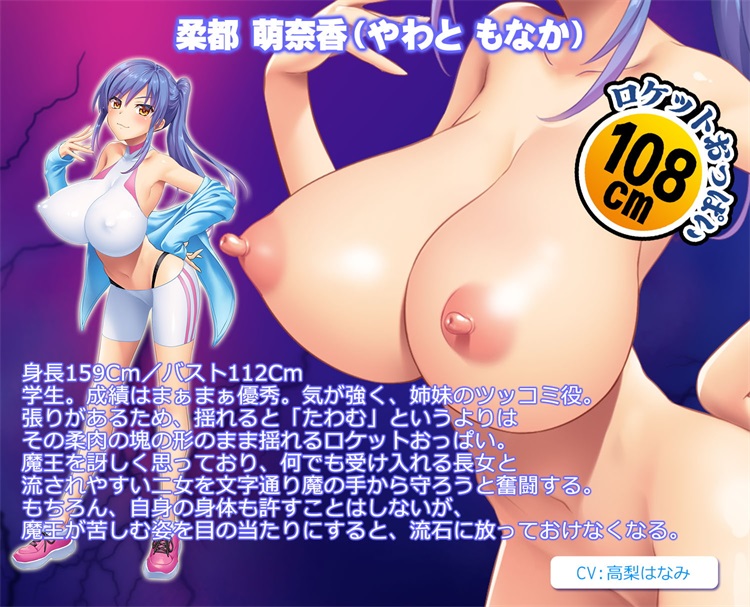 柔都 萌奈香(やわと もなか)
ロケットおっぱい
108
cm
身長159Cm/バスト112Cm
学生。成績はまぁまぁ優秀。気が強く、姉妹のツッコミ役。
張りがあるため、揺れると「たわむ」というよりは
その柔肉の塊の形のまま揺れるロケットおっぱい。
魔王を訝しく思っており、何でも受け入れる長女と
流されやすい二女を文字通り魔の手から守ろうと奮闘する。
もちろん、自身の身体も許すことはしないが、
魔王が苦しむ姿を目の当たりにすると、流石に放っておけなくなる。
CV:高梨はなみ